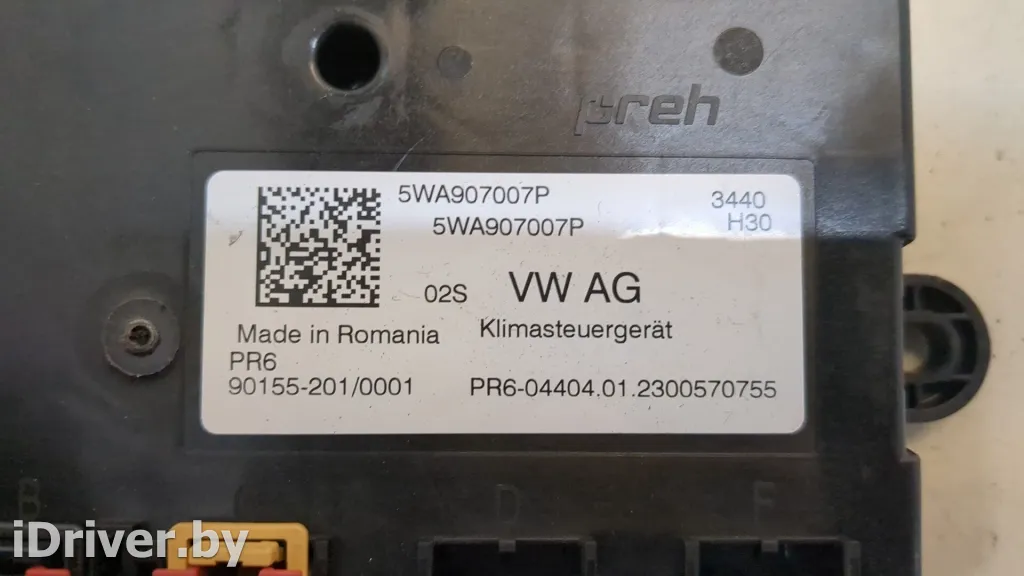 preh
5WA907007P 3440
5WA907007P H30
02S VW AG
Made in Romania Klimasteuergerät
PR6
90155-201/0001 PR6-04404.01.2300570755
B D F
iDriver.by